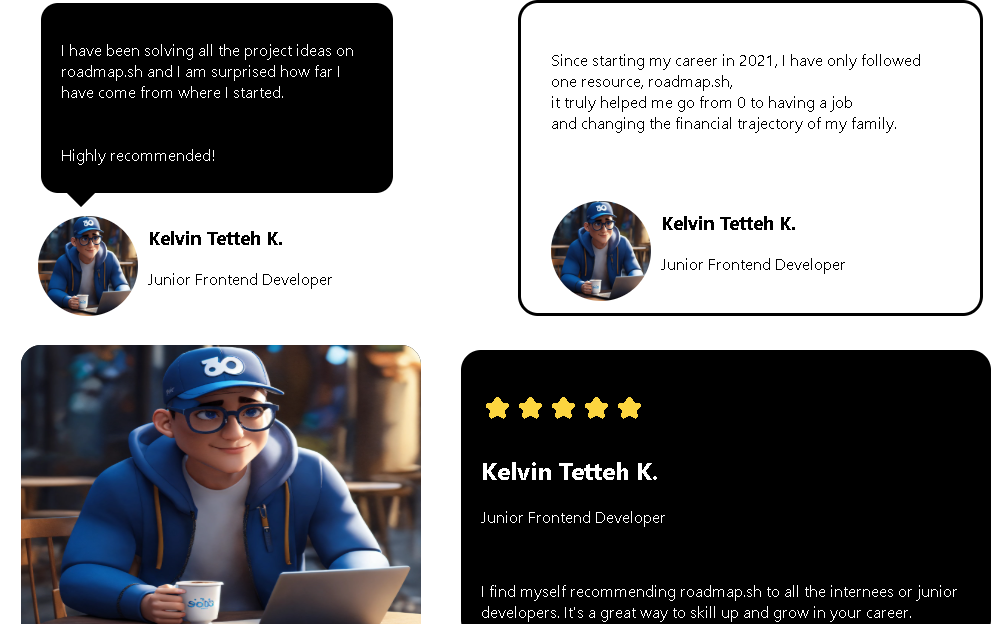 I have been solving all the project ideas on
roadmap.sh and I am surprised how far I
have come from where I started.
Highly recommended!
Kelvin Tetteh K.
Junior Frontend Developer
Since starting my career in 2021, I have only followed
one resource, roadmap.sh,
it truly helped me go from 0 to having a job
and changing the financial trajectory of my family.
Kelvin Tetteh K.
Junior Frontend Developer
Kelvin Tetteh K.
Junior Frontend Developer
I find myself recommending roadmap.sh to all the internees or junior
developers. It's a great way to skill up and grow in your career.